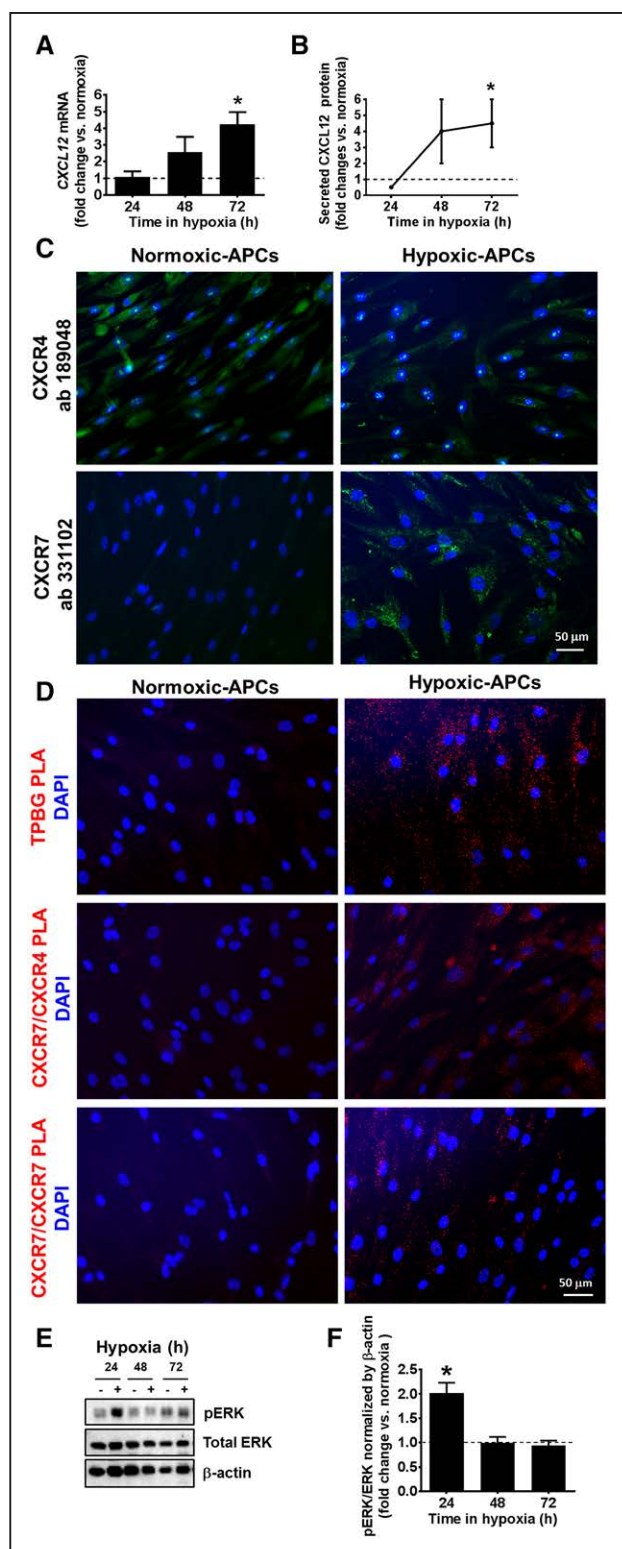 A
CXCL12 mRNA
(fold change vs. normoxia)
6
5
4
3
2
1
0
*
24 48 72
Time in hypoxia (h)
B
Secreted CXCL12 protein
(fold changes vs. normoxia)
6
5
4
3
2
1
0
*
24 48 72
Time in hypoxia (h)
C
Normoxic-APCs Hypoxic-APCs
CXCR4
ab 189048
CXCR7
ab 331102
50 µm
D
Normoxic-APCs Hypoxic-APCs
TPBG PLA
DAPI
CXCR7/CXCR4 PLA
DAPI
CXCR7/CXCR7 PLA
DAPI
50 µm
E
Hypoxia (h)
24 48 72
- + - + - +
pERK
Total ERK
β-actin
F
pERK/ERK normalized by β-actin
(fold change vs. normoxia )
2.5
2.0
1.5
1.0
0.5
0.0
*
24 48 72
Time in hypoxia (h)